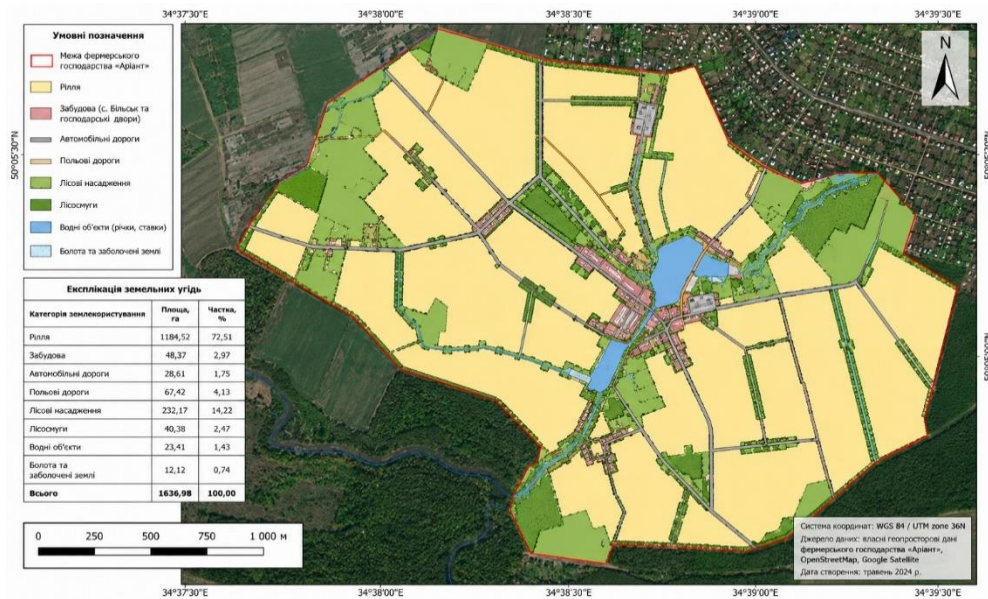 34°37,30"E
34°38,00"E
34°38,30"E
34°39,00"E
34°39,30"E
50°05,30"N
50°05,20"N
50°05,00"N
N
Умовні позначення
Межа фермерського
господарства «Аріант»
Рілля
Забудова (с. Більськ та
господарські двори)
Автомобільні дороги
Польові дороги
Лісові насадження
Лісосмуги
Водні об'єкти (річки, ставки)
Болота та заболочені землі
Експлікація земельних угідь
Категорія землекористування Площа, га Частка, %
Рілля 1184,52 72,51
Забудова 48,37 2,97
Автомобільні дороги 28,61 1,75
Польові дороги 67,42 4,13
Лісові насадження 232,17 14,22
Лісосмуги 40,38 2,47
Водні об'єкти 23,41 1,43
Болота та
заболочені землі 12,12 0,74
Всього 1636,98 100,00
0 250 500 750 1 000 м
Система координат: WGS 84 / UTM zone 36N
Джерело даних: власні геопросторові дані
фермерського господарства «Аріант»,
OpenStreetMap, Google Satellite
Дата створення: травень 2024 р.
34°37,30"E
34°38,00"E
34°38,30"E
34°39,00"E
34°39,30"E